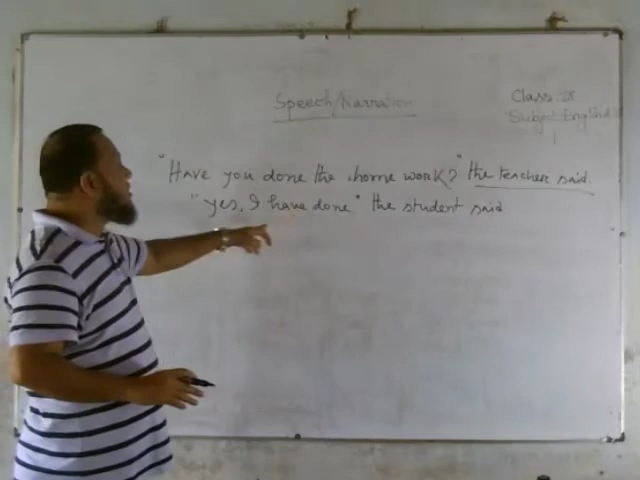 Speech/Narration
Class: IX
Subject: English
"Have you done the home work?" the teacher said.
"yes, I have done" the student said